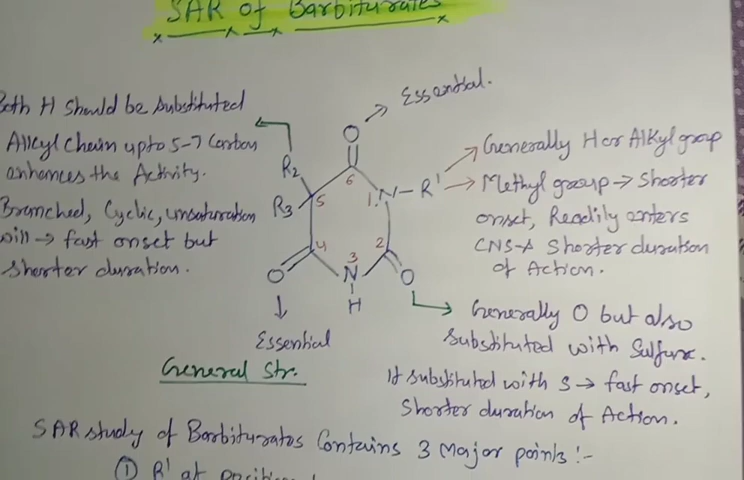 SAR of Barbiturates
Both H should be substituted
Alkyl chain upto 5-7 Carbon
enhances the Activity.
Branched, Cyclic, unsaturation
will → fast onset but
shorter duration.
Essential.
O
6
R2
R3
5
1
N-R'
4
3
2
O
N
H
O
Generally H or Alkyl group
Methyl group → Shorter
onset, Readily enters
CNS → Shorter duration
of Action.
Essential
General Str.
Generally O but also
substituted with Sulfur.
If substituted with S → fast onset,
Shorter duration of Action.
SAR study of Barbiturates Contains 3 Major points:-
① R' at position 1